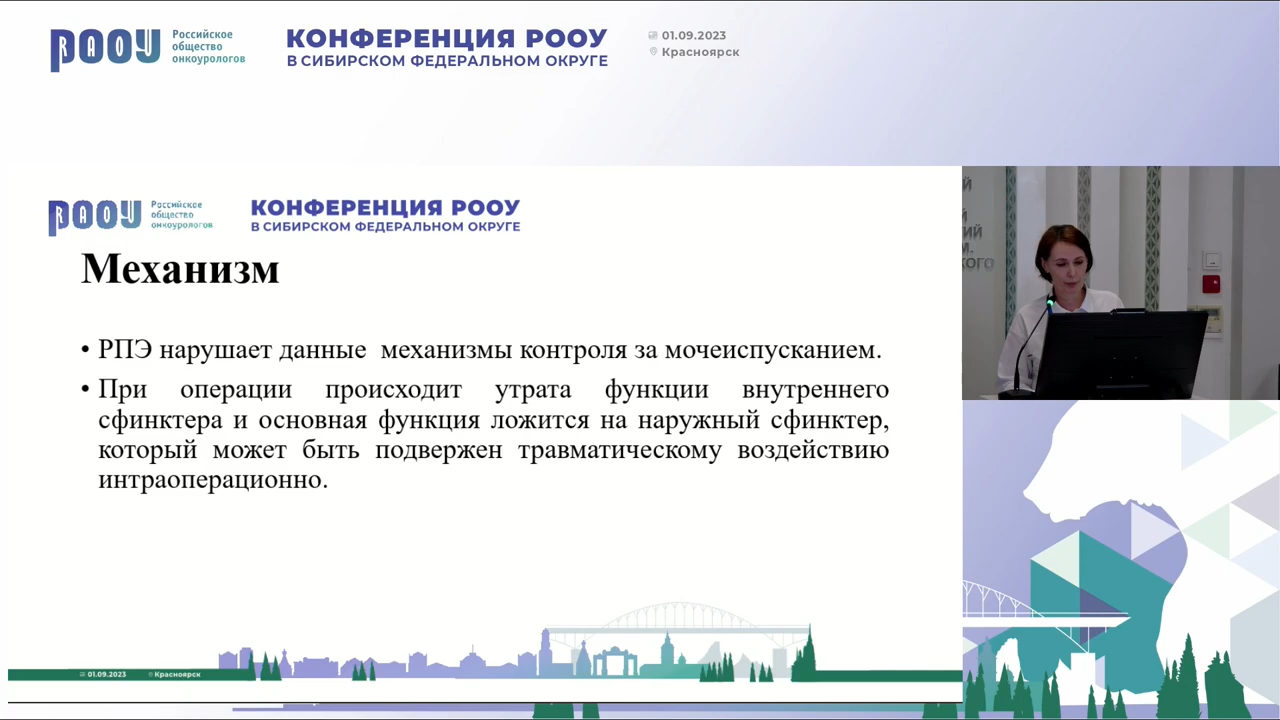 РООУ
RАОУ
Российское
общество
онкоурологов
КОНФЕРЕНЦИЯ РООУ
В СИБИРСКОМ ФЕДЕРАЛЬНОМ ОКРУГЕ
01.09.2023
Красноярск
РООУ
RАОУ
Российское
общество
онкоурологов
КОНФЕРЕНЦИЯ РООУ
В СИБИРСКОМ ФЕДЕРАЛЬНОМ ОКРУГЕ
Механизм
• РПЭ нарушает данные механизмы контроля за мочеиспусканием.
• При операции происходит утрата функции внутреннего
сфинктера и основная функция ложится на наружный сфинктер,
который может быть подвержен травматическому воздействию
интраоперационно.
01.09.2023
Красноярск